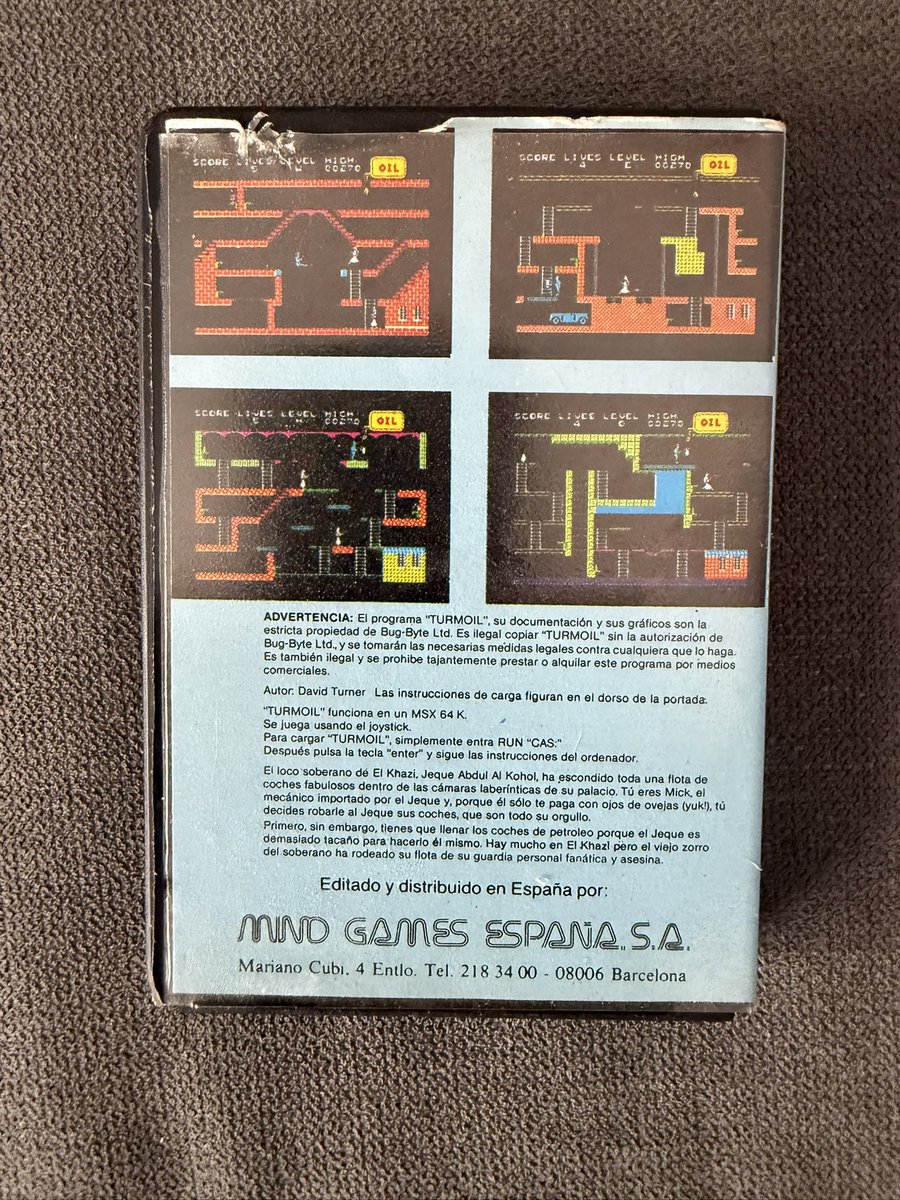 SCORE LIVES LEVEL HIGH
00270 OIL
SCORE LIVES LEVEL HIGH
4 E 00270 OIL
SCORE LIVES LEVEL HIGH
00270 OIL
SCORE LIVES LEVEL HIGH
4 00270 OIL
ADVERTENCIA: El programa "TURMOIL", su documentación y sus gráficos son la
estricta propiedad de Bug-Byte Ltd. Es ilegal copiar "TURMOIL" sin la autorización de
Bug-Byte Ltd., y se tomarán las necesarias medidas legales contra cualquiera que lo haga.
Es también ilegal y se prohibe tajantemente prestar o alquilar este programa por medios
comerciales.
Autor: David Turner Las instrucciones de carga figuran en el dorso de la portada.
"TURMOIL" funciona en un MSX 64 K.
Se juega usando el joystick.
Para cargar "TURMOIL", simplemente entra RUN "CAS:"
Después pulsa la tecla "enter" y sigue las instrucciones del ordenador.
El loco soberano dé El Khazi, Jeque Abdul Al Kohol, ha escondido toda una flota de
coches fabulosos dentro de las cámaras laberínticas de su palacio. Tú eres Mick, el
mecánico importado por el Jeque y, porque él sólo te paga con ojos de ovejas (yuk!), tú
decides robarle al Jeque sus coches, que son todo su orgullo.
Primero, sin embargo, tienes que llenar los coches de petroleo porque el Jeque es
demasiado tacaño para hacerlo él mismo. Hay mucho en El Khazi pero el viejo zorro
del soberano ha rodeado su flota de su guardia personal fanática y asesina.
Editado y distribuido en España por:
MIND GAMES ESPAÑA, S.A.
Mariano Cubi, 4 Entlo. Tel. 218 34 00 - 08006 Barcelona